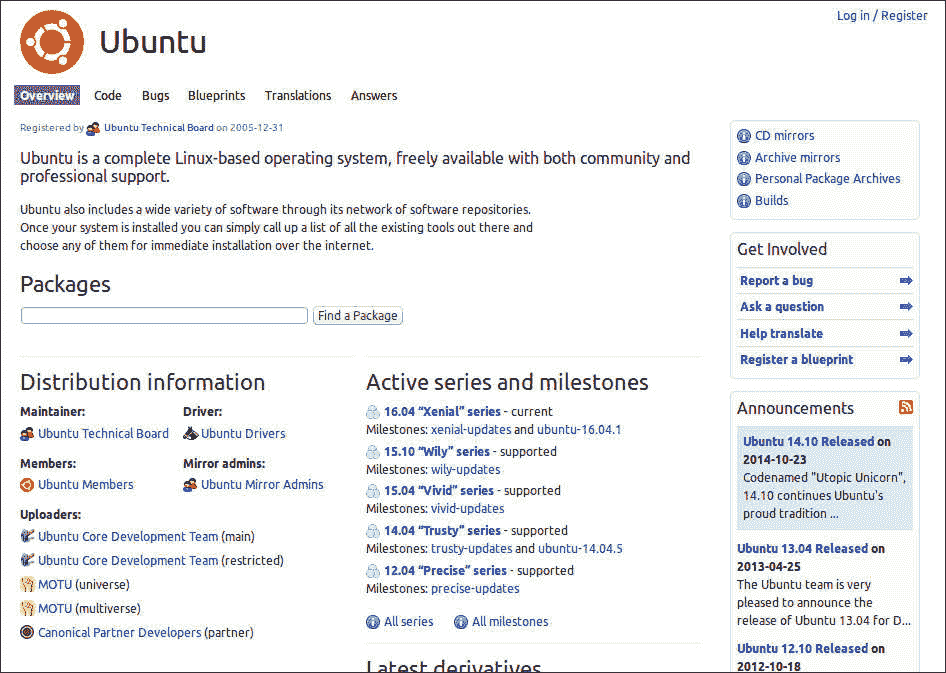 Log in / Register
Ubuntu
Overview Code Bugs Blueprints Translations Answers
Registered by Ubuntu Technical Board on 2005-12-31
Ubuntu is a complete Linux-based operating system, freely available with both community and
professional support.
Ubuntu also includes a wide variety of software through its network of software repositories.
Once your system is installed you can simply call up a list of all the existing tools out there and
choose any of them for immediate installation over the internet.
Packages
Find a Package
Distribution information
Maintainer: Driver:
Ubuntu Technical Board Ubuntu Drivers
Members: Mirror admins:
Ubuntu Members Ubuntu Mirror Admins
Uploaders:
Ubuntu Core Development Team (main)
Ubuntu Core Development Team (restricted)
MOTU (universe)
MOTU (multiverse)
Canonical Partner Developers (partner)
Active series and milestones
16.04 “Xenial” series - current
Milestones: xenial-updates and ubuntu-16.04.1
15.10 “Wily” series - supported
Milestones: wily-updates
15.04 “Vivid” series - supported
Milestones: vivid-updates
14.04 “Trusty” series - supported
Milestones: trusty-updates and ubuntu-14.04.5
12.04 “Precise” series - supported
Milestones: precise-updates
All series All milestones
Latest derivatives
CD mirrors
Archive mirrors
Personal Package Archives
Builds
Get Involved
Report a bug
Ask a question
Help translate
Register a blueprint
Announcements
Ubuntu 14.10 Released on
2014-10-23
Codenamed "Utopic Unicorn",
14.10 continues Ubuntu's
proud tradition ...
Ubuntu 13.04 Released on
2013-04-25
The Ubuntu team is very
pleased to announce the
release of Ubuntu 13.04 for D...
Ubuntu 12.10 Released on
2012-10-18